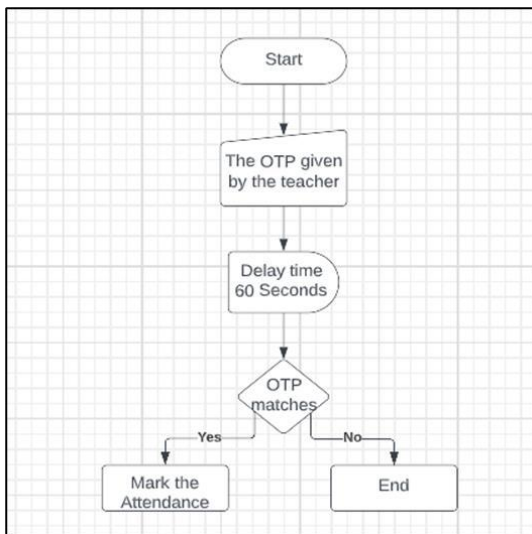 Start
The OTP given
by the teacher
Delay time
60 Seconds
OTP
matches
Yes
No
Mark the
Attendance
End